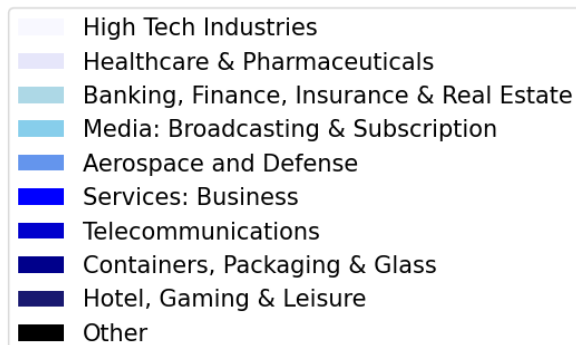 High Tech Industries
Healthcare & Pharmaceuticals
Banking, Finance, Insurance & Real Estate
Media: Broadcasting & Subscription
Aerospace and Defense
Services: Business
Telecommunications
Containers, Packaging & Glass
Hotel, Gaming & Leisure
Other